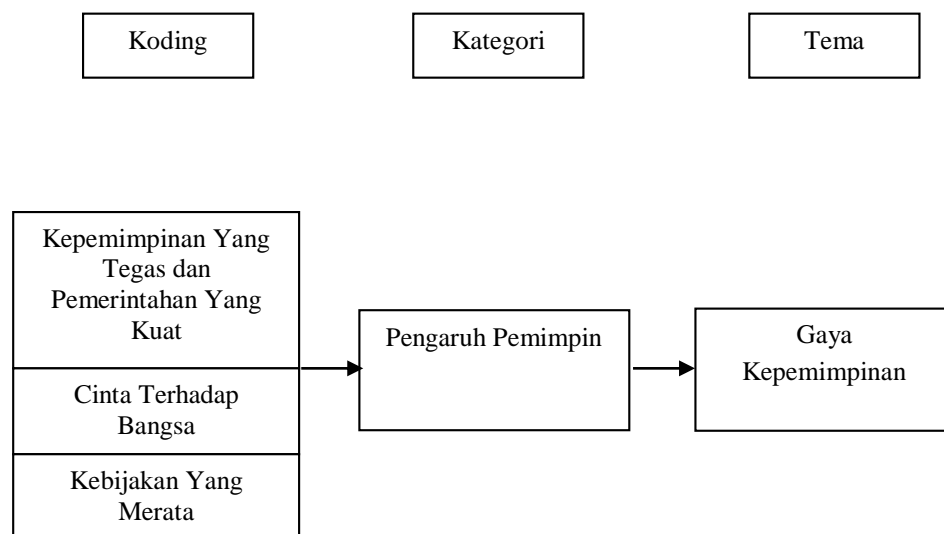 Koding
Kategori
Tema
Kepemimpinan Yang
Tegas dan
Pemerintahan Yang
Kuat
Cinta Terhadap
Bangsa
Kebijakan Yang
Merata
Pengaruh Pemimpin
Gaya
Kepemimpinan